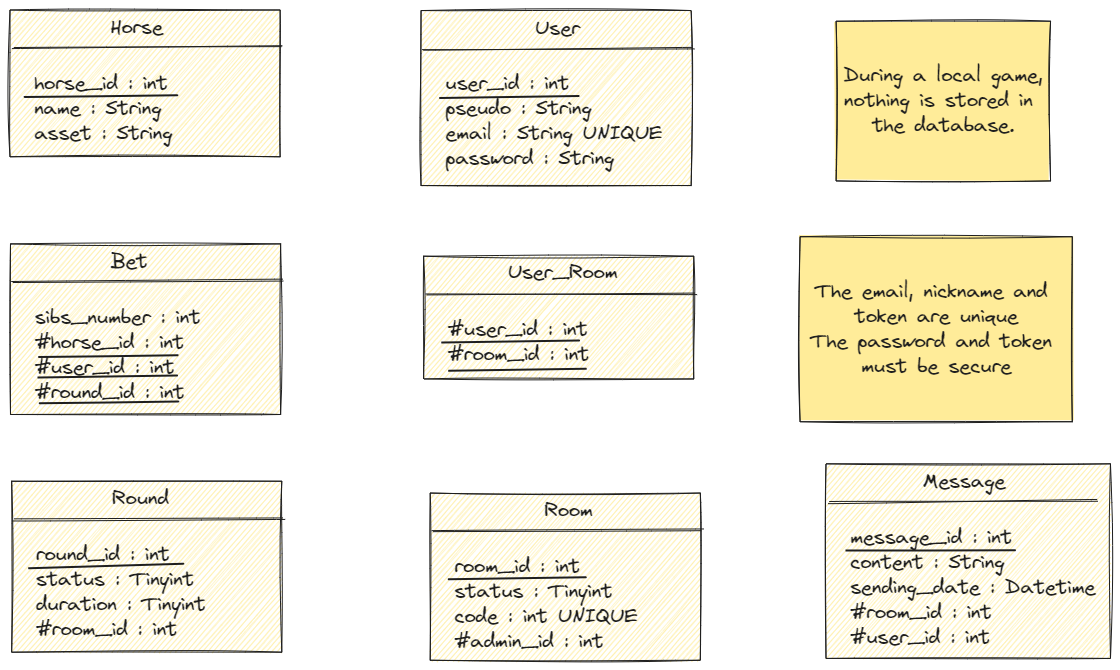 Horse
horse_id : int
name : String
asset : String
User
user_id : int
pseudo : String
email : String UNIQUE
password : String
During a local game,
nothing is stored in
the database.
Bet
sibs_number : int
#horse_id : int
#user_id : int
#round_id : int
User_Room
#user_id : int
#room_id : int
The email, nickname and
token are unique
The password and token
must be secure
Round
round_id : int
status : Tinyint
duration : Tinyint
#room_id : int
Room
room_id : int
status : Tinyint
code : int UNIQUE
#admin_id : int
Message
message_id : int
content : String
sending_date : Datetime
#room_id : int
#user_id : int